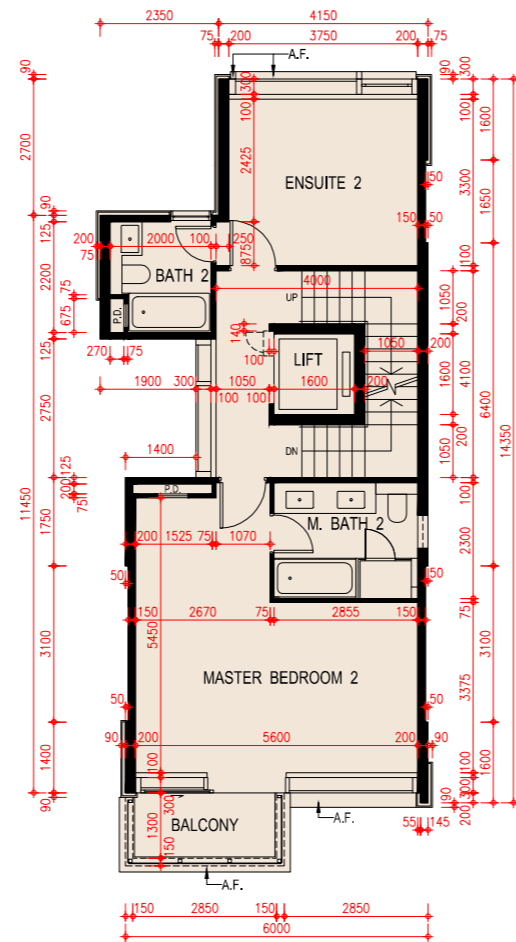 2350 4150
75 200 3750 200 75
A.F.
90 300 90 300
100 100
2700 2425 ENSUITE 2 1600 3300
50
1650
90 150 50
125 200 2000 100 250
75 875 100
BATH 2 4000
2200 75 UP 1050
675 P.D. 140 200
LIFT 1050 200
125 270 75 100
1600 4100 6400
1900 300 1050 1600 200
100 100 14350
2750
1400 DN 1050 200
125
P.D. 100
200
75
11450 1750 200 1525 75 1070 M. BATH 2 2300
50 50
150 2670 75 2855 150 75
5450
3100 MASTER BEDROOM 2 3100
3375
50 50
90 200 5600 200 90
1400 100 100 1600
90 300 300 90
200
1300 BALCONY A.F.
55 145
150
A.F.
150 2850 150 2850
6000